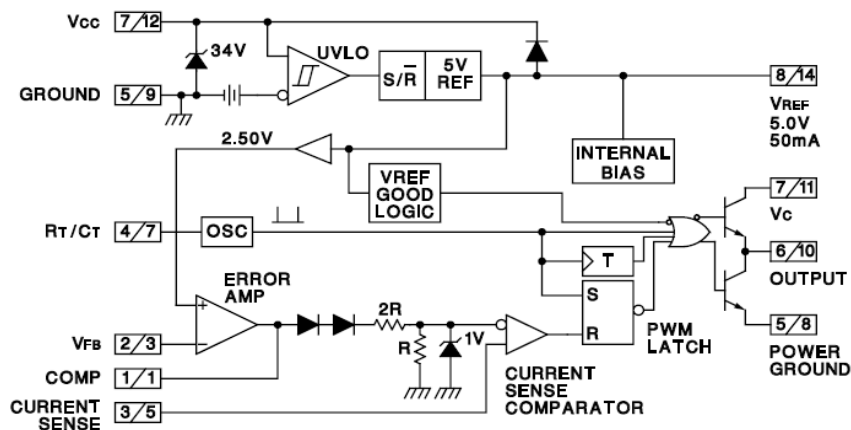 VCC 7/12
34V
UVLO
S/R̅
5V
REF
8/14
GROUND 5/9
VREF
5.0V
50mA
2.50V
INTERNAL
BIAS
VREF
GOOD
LOGIC
7/11
VC
RT/CT 4/7
OSC
6/10
OUTPUT
T
ERROR
AMP
+
2R
S
VFB 2/3
−
R
1V
R
PWM
LATCH
5/8
POWER
GROUND
COMP 1/1
CURRENT
SENSE
COMPARATOR
CURRENT
SENSE
3/5